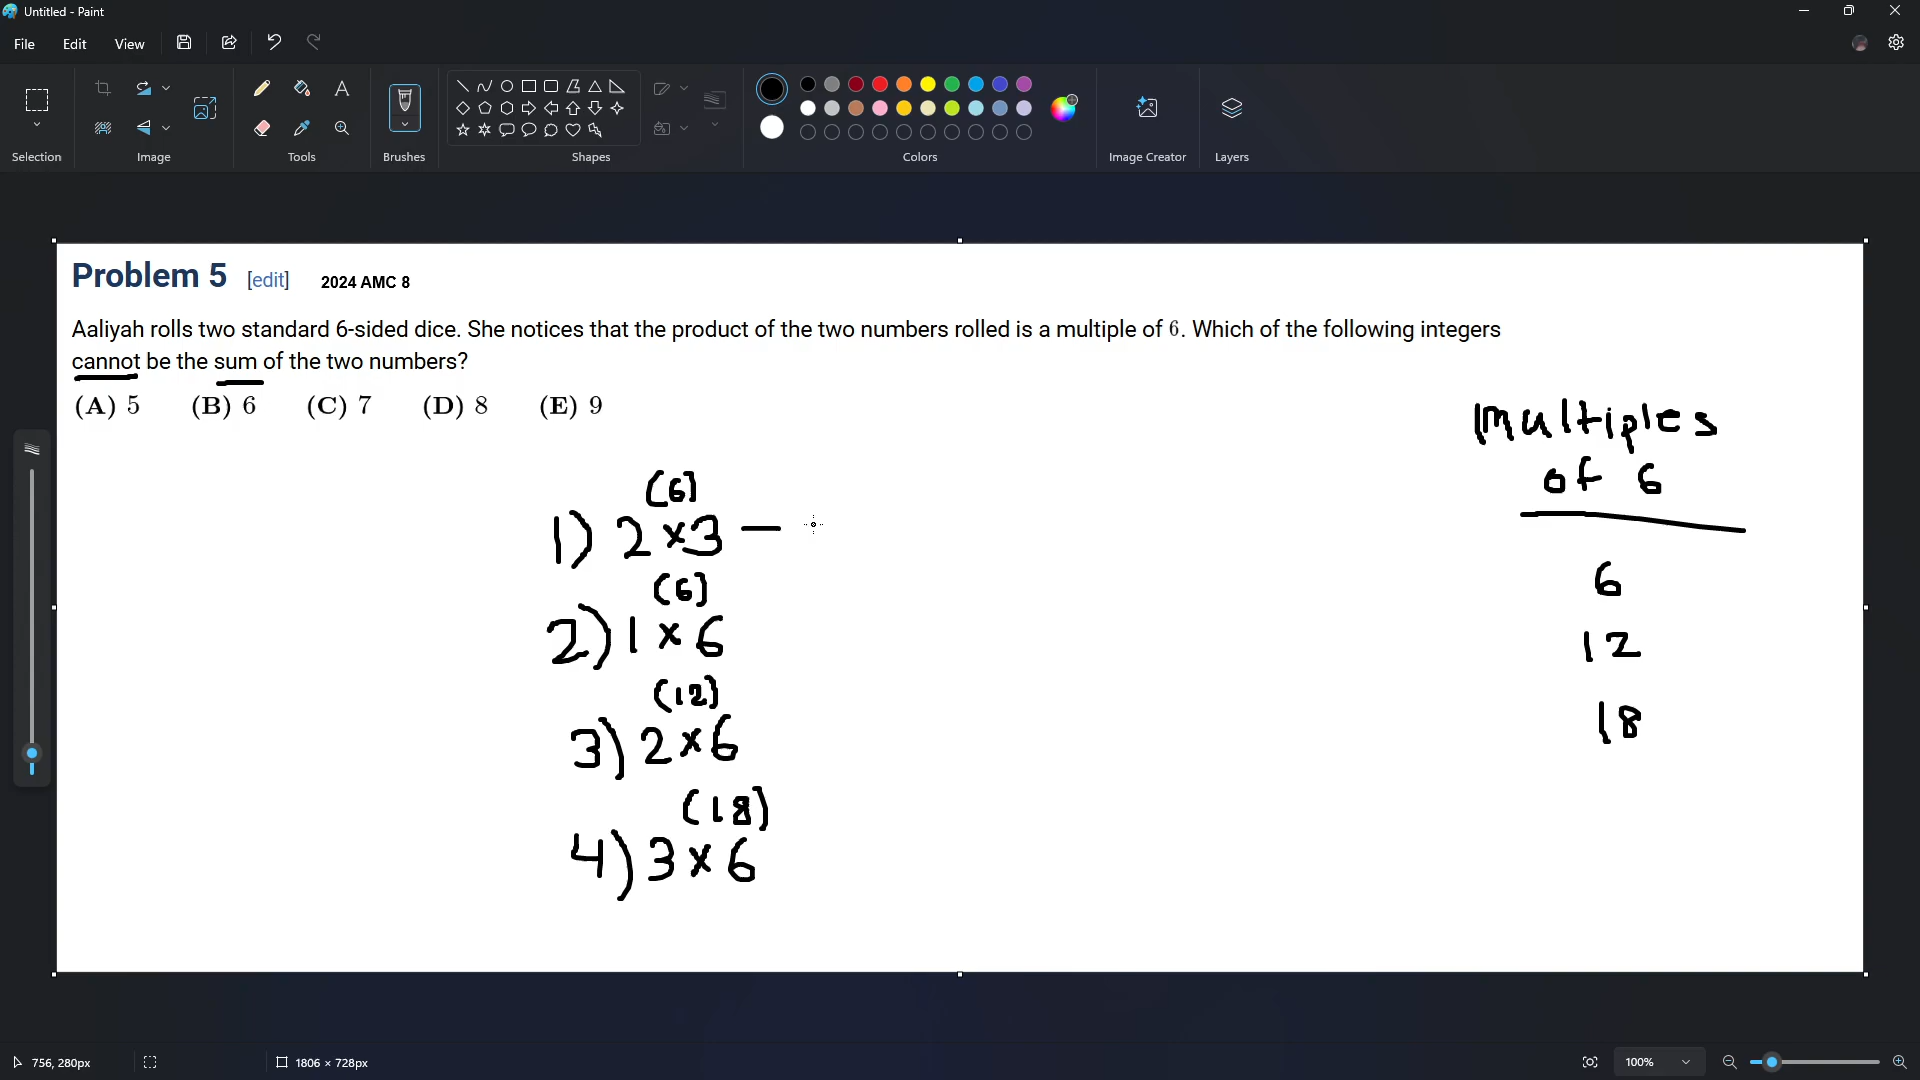 Untitled - Paint
File Edit View
Selection Image Tools Brushes Shapes Colors Image Creator Layers
Problem 5 [edit] 2024 AMC 8
Aaliyah rolls two standard 6-sided dice. She notices that the product of the two numbers rolled is a multiple of 6. Which of the following integers
cannot be the sum of the two numbers?
(A) 5 (B) 6 (C) 7 (D) 8 (E) 9
Multiples
of 6
6
12
18
(6)
1) 2 x 3 —
(6)
2) 1 x 6
(12)
3) 2 x 6
(18)
4) 3 x 6
756, 280px 1806 × 728px 100%